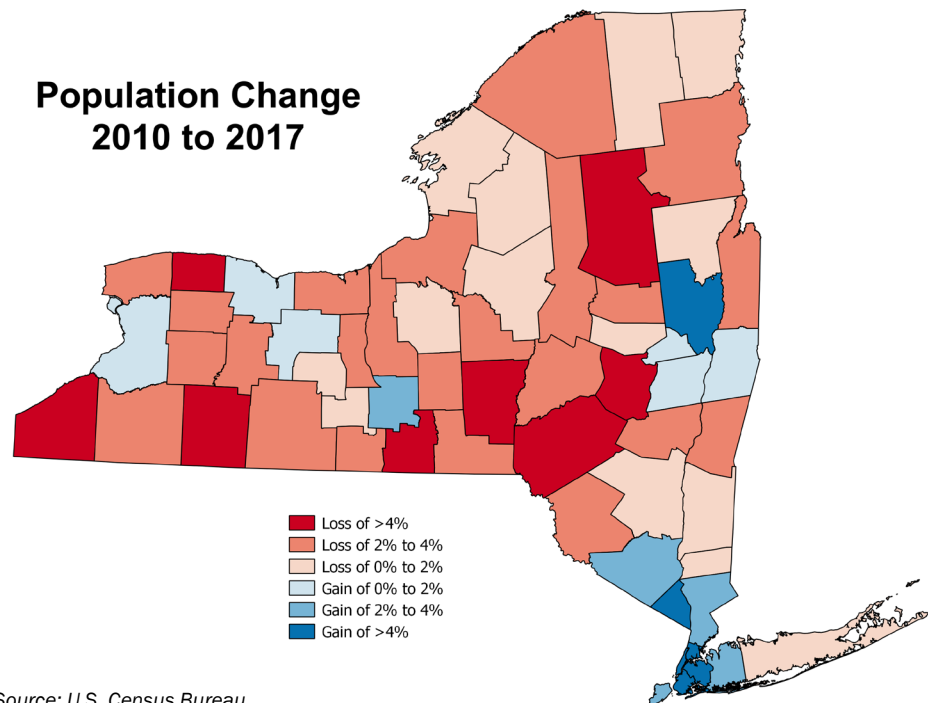 Population Change
2010 to 2017
Loss of >4%
Loss of 2% to 4%
Loss of 0% to 2%
Gain of 0% to 2%
Gain of 2% to 4%
Gain of >4%
Source: U.S. Census Bureau